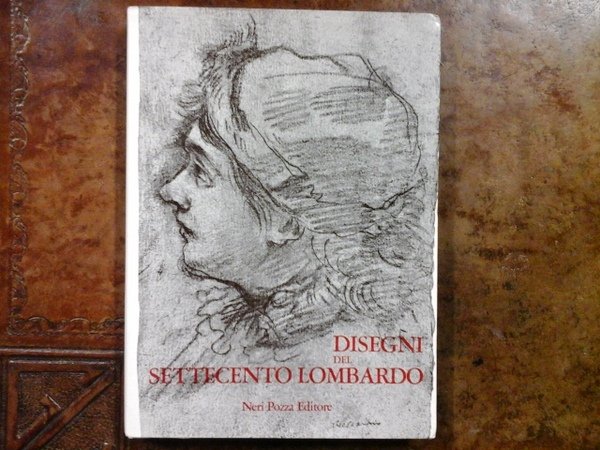 DISEGNI
DEL
SETTECENTO LOMBARDO
Neri Pozza Editore